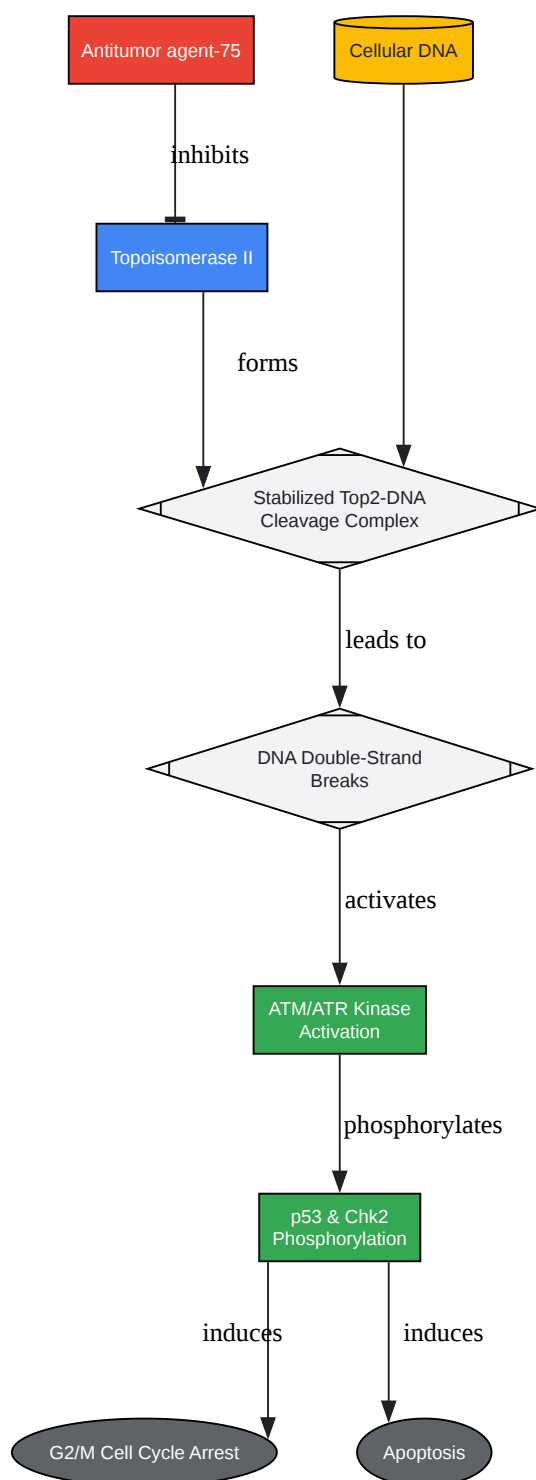 Antitumor agent-75
Cellular DNA
inhibits
Topoisomerase II
forms
Stabilized Top2-DNA
Cleavage Complex
leads to
DNA Double-Strand
Breaks
activates
ATM/ATR Kinase
Activation
phosphorylates
p53 & Chk2
Phosphorylation
induces
induces
G2/M Cell Cycle Arrest
Apoptosis